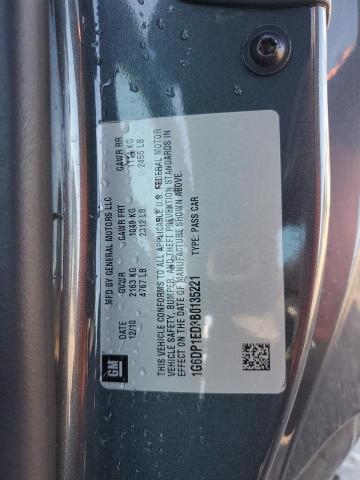 GM
MFD BY GENERAL MOTORS LLC
DATE GVWR GAWR FRT GAWR RR
12/10 2163 KG 1049 KG KG
4767 LB 2312 LB 2455 LB
THIS VEHICLE CONFORMS TO ALL APPLICABLE U.S. FEDERAL MOTOR
VEHICLE SAFETY, BUMPER, AND THEFT PREVENTION STANDARDS IN
EFFECT ON THE DATE OF MANUFACTURE SHOWN ABOVE.
1G6DP1ED3B0135221 TYPE: PASS CAR